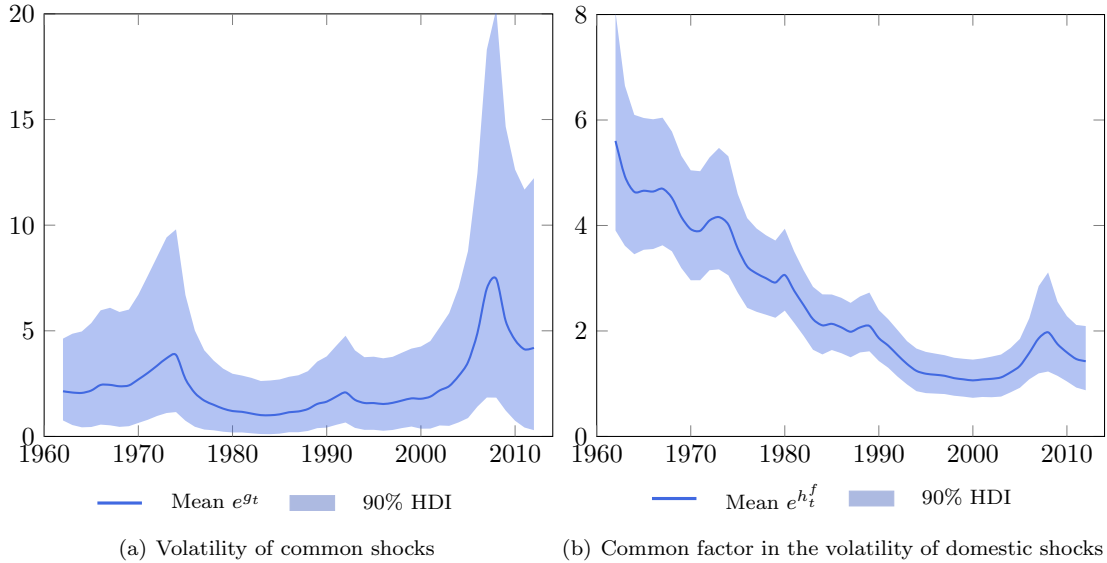 20
15
10
5
0
1960 1970 1980 1990 2000 2010
Mean e^{g_t} 90% HDI
(a) Volatility of common shocks
8
6
4
2
0
1960 1970 1980 1990 2000 2010
Mean e^{h_t^f} 90% HDI
(b) Common factor in the volatility of domestic shocks